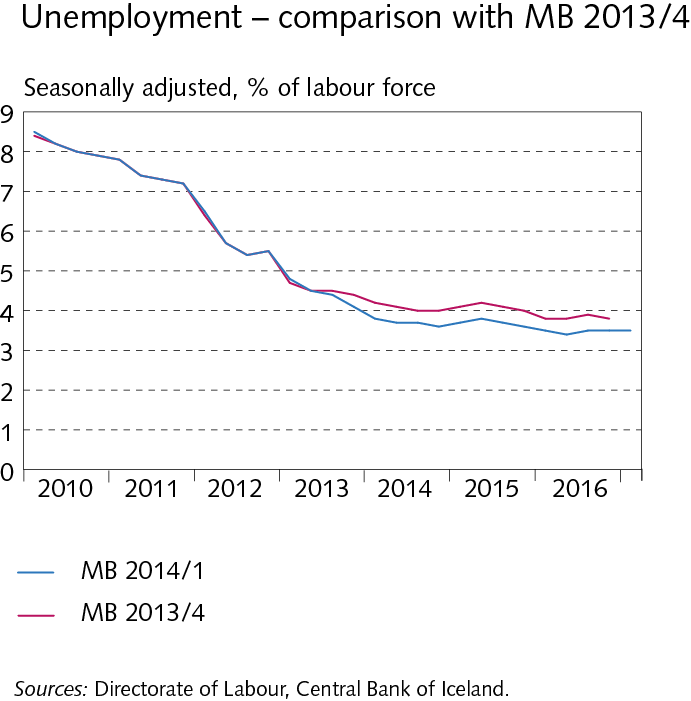 Unemployment – comparison with MB 2013/4
Seasonally adjusted, % of labour force
9
8
7
6
5
4
3
2
1
0
2010 2011 2012 2013 2014 2015 2016
MB 2014/1
MB 2013/4
Sources: Directorate of Labour, Central Bank of Iceland.